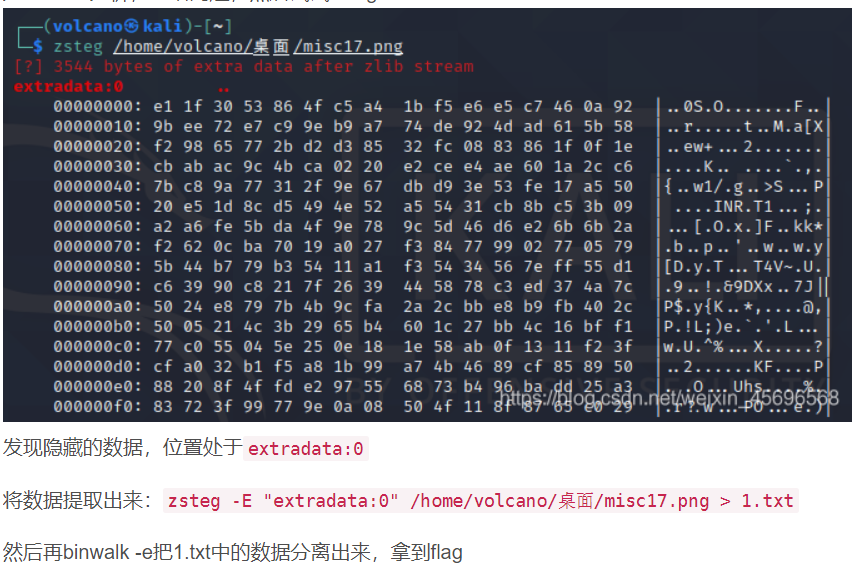 ┌──(volcano㉿kali)-[~]
└─$ zsteg /home/volcano/桌面/misc17.png
[?] 3544 bytes of extra data after zlib stream
extradata:0 ..
00000000: e1 1f 30 53 86 4f c5 a4 1b f5 e6 e5 c7 46 0a 92 |..0S.O.......F..|
00000010: 9b ee 72 e7 c9 9e b9 a7 74 de 92 4d ad 61 5b 58 |..r.....t..M.a[X|
00000020: f2 98 65 77 2b d2 d3 85 32 fc 08 83 86 1f 0f 1e |..ew+...2.......|
00000030: cb ab ac 9c 4b ca 02 20 e2 ce e4 ae 60 1a 2c c6 |....K.. ....`.,.|
00000040: 7b c8 9a 77 31 2f 9e 67 db d9 3e 53 fe 17 a5 50 |{..w1/.g..>S...P|
00000050: 20 e5 1d 8c d5 49 4e 52 a5 54 31 cb 8b c5 3b 09 | ....INR.T1...;.|
00000060: a2 a6 fe 5b da 4f 9e 78 9c 5d 46 d6 e2 6b 6b 2a |...[.O.x.]F..kk*|
00000070: f2 62 0c ba 70 19 a0 27 f3 84 77 99 02 77 05 79 |.b..p..'..w..w.y|
00000080: 5b 44 b7 79 b3 54 11 a1 f3 54 34 56 7e ff 55 d1 |[D.y.T...T4V~.U.|
00000090: c6 39 90 c8 21 7f 26 39 44 58 78 c3 ed 37 4a 7c |.9..!.&9DXx..7J||
000000a0: 50 24 e8 79 7b 4b 9c fa 2a 2c bb e8 b9 fb 40 2c |P$.y{K..*,....@,|
000000b0: 50 05 21 4c 3b 29 65 b4 60 1c 27 bb 4c 16 bf f1 |P.!L;)e.`.'.L...|
000000c0: 77 c0 55 04 5e 25 0e 18 1e 58 ab 0f 13 11 f2 3f |w.U.^%...X.....?|
000000d0: cf a0 32 b1 f5 a8 1b 99 a7 4b 46 89 cf 85 89 50 |..2......KF....P|
000000e0: 88 20 8f 4f fd e2 97 55 68 73 b4 96 ba dd 25 a3 |. .O...Uhs....%.|
000000f0: 83 72 3f 99 77 9e 0a 08 50 4f 11 8f 87 65 e0 29 |.r?.w...PO...e.)|
https://blog.csdn.net/weixin_45696568
发现隐藏的数据，位置处于extradata:0
将数据提取出来：zsteg -E "extradata:0" /home/volcano/桌面/misc17.png > 1.txt
然后再binwalk -e把1.txt中的数据分离出来，拿到flag